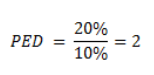 PED = 20% / 10% = 2